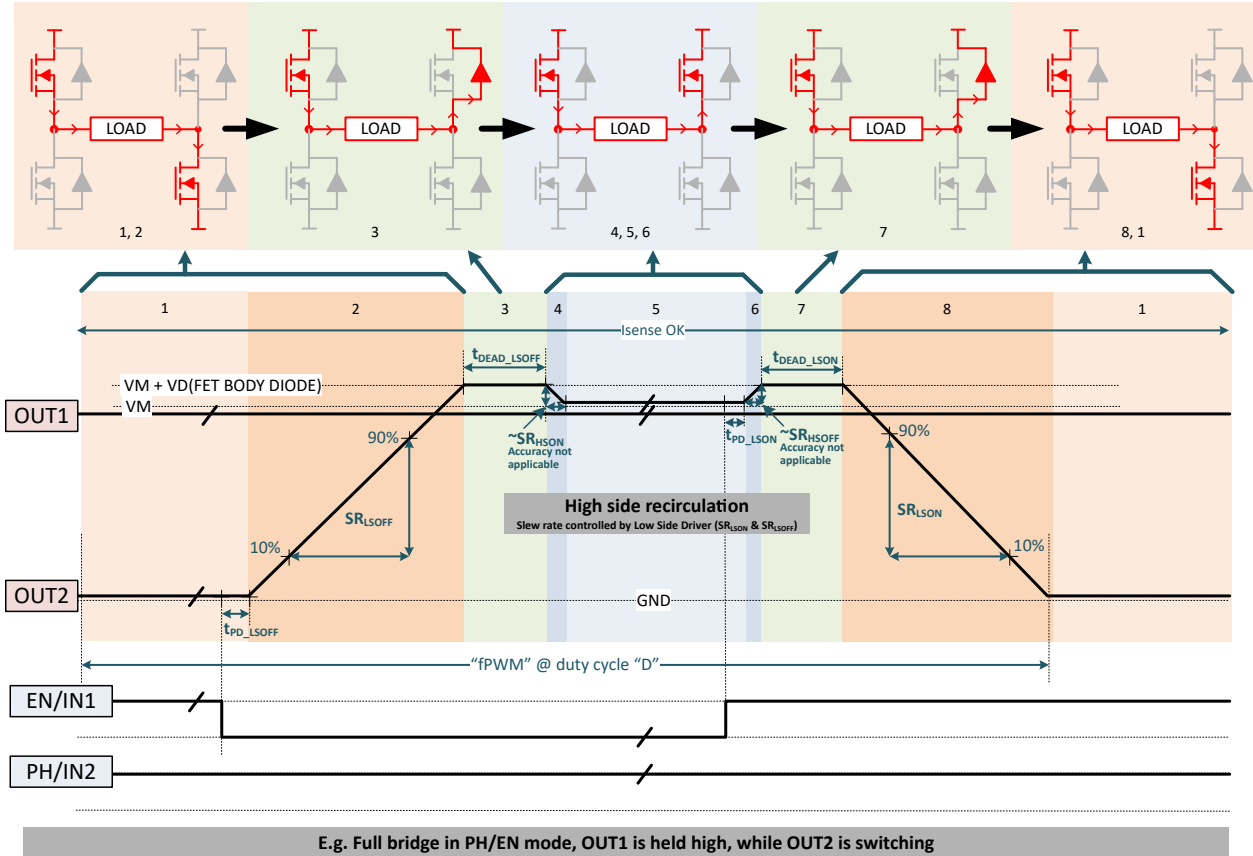 LOAD
LOAD
LOAD
LOAD
LOAD
1, 2
3
4, 5, 6
7
8, 1
1
2
3
4
5
6
7
8
1
Isense OK
tDEAD_LSOFF
tDEAD_LSON
VM + VD(FET BODY DIODE)
VM
OUT1
90%
~SRHSON
Accuracy not
applicable
tPD_LSON
~SRHSOFF
Accuracy not
applicable
90%
High side recirculation
Slew rate controlled by Low Side Driver (SRLSON & SRLSOFF)
SRLSOFF
SRLSON
10%
10%
OUT2
GND
tPD_LSOFF
“fPWM” @ duty cycle “D”
EN/IN1
PH/IN2
E.g. Full bridge in PH/EN mode, OUT1 is held high, while OUT2 is switching